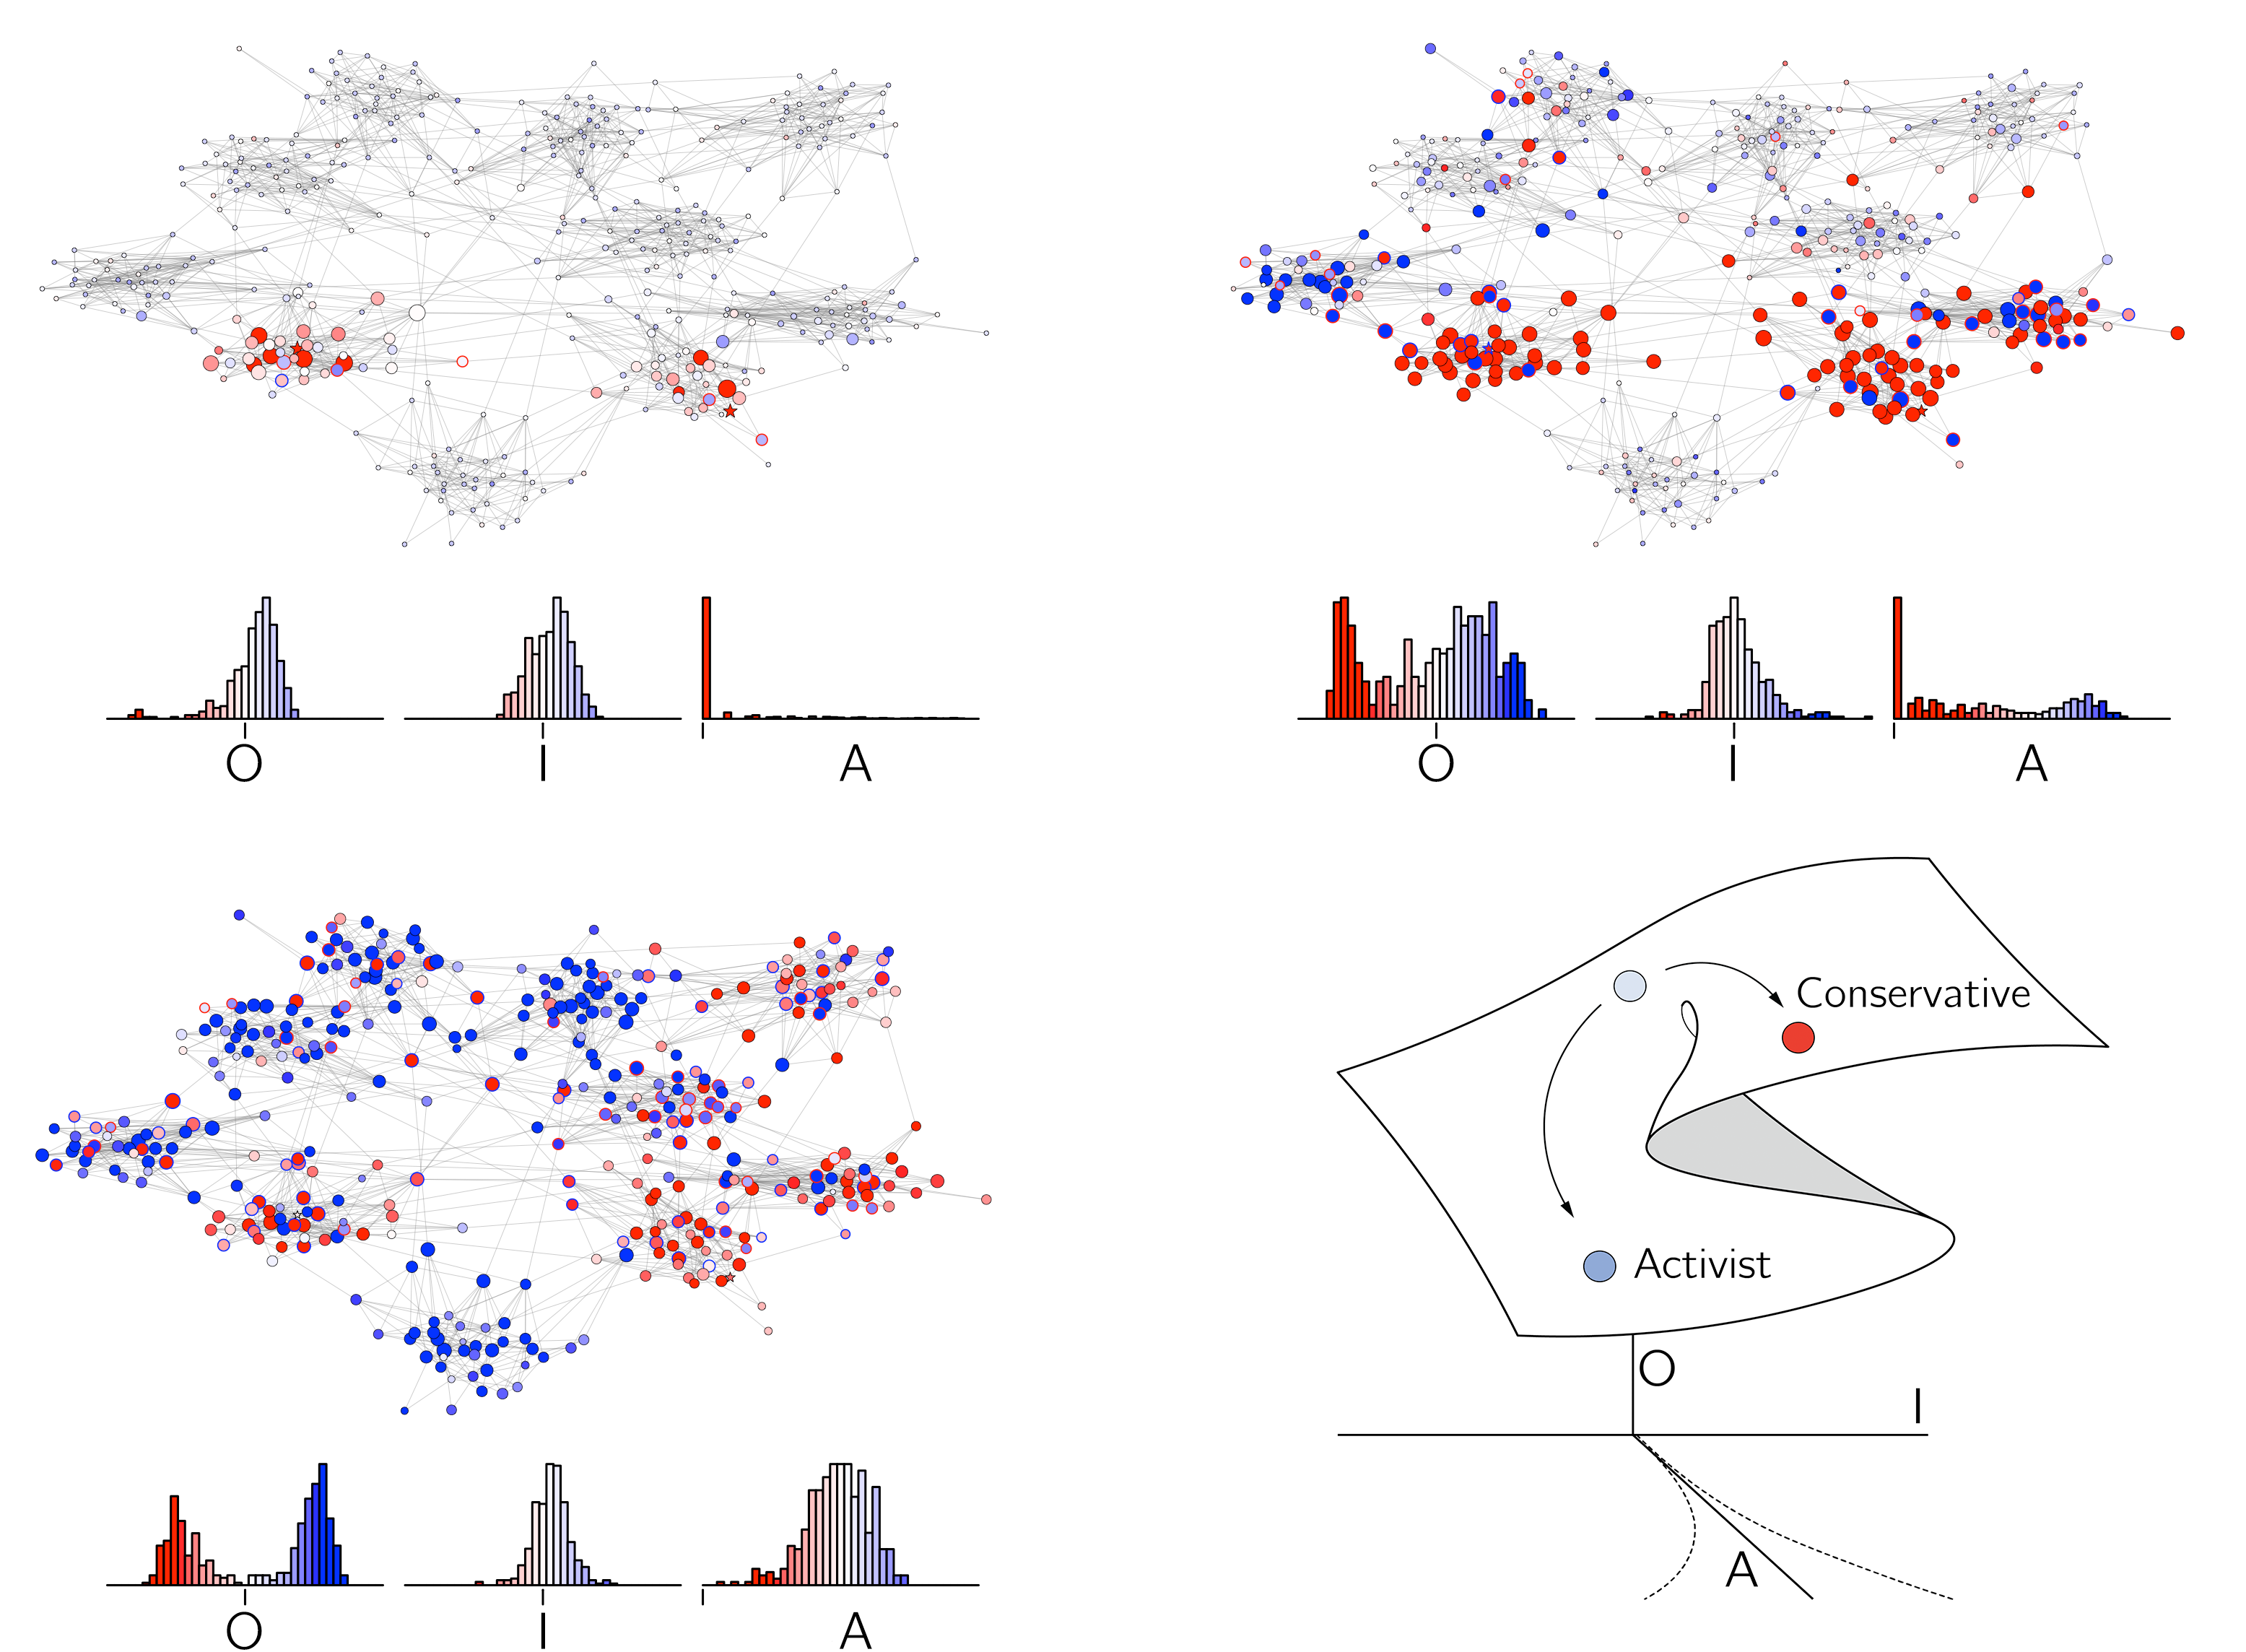 O I A
O I A
Conservative
Activist
O
I
A
O I A